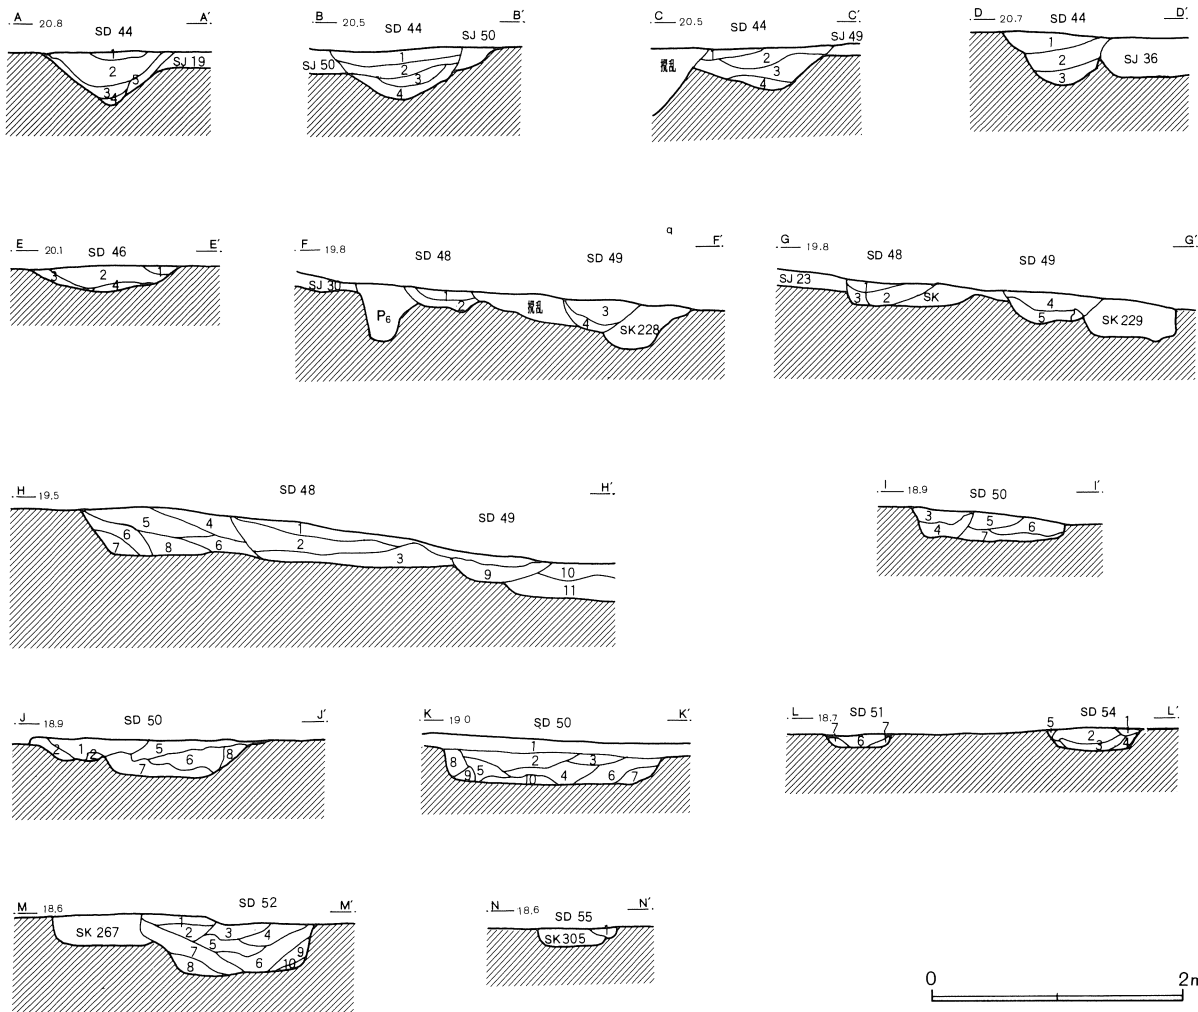 A 20.8 SD 44 A′
1
2
3
4
5
SJ 19
B 20.5 SD 44 B′
SJ 50
SJ 50
1
2
3
4
C 20.5 SD 44 C′
SJ 49
攪乱
1
2
3
4
D 20.7 SD 44 D′
1
2
3
SJ 36
E 20.1 SD 46 E′
3 2 1
4
q
F 19.8 SD 48 SD 49 F′
SJ 30
P6
1
2
攪乱
3
4
SK 228
G 19.8 SD 48 SD 49 G′
SJ 23
1
3 2 SK
4
5
SK 229
H 19.5 SD 48 H′
SD 49
5 4 1
6 2
7 8 6 3
9 10
11
I 18.9 SD 50 I′
3 5
4 7 6
J 18.9 SD 50 J′
2 1 2 5
7 6 8
K 19 0 SD 50 K′
1
8 2 3
9 5 10 4 6 7
L 18.7 SD 51 SD 54 L′
7 6 7
5 2 1
3 4
M 18.6 SD 52 M′
SK 267
1
2 3 4
7 5 9
8 6 10
N 18.6 SD 55 N′
SK 305 1
0 2m